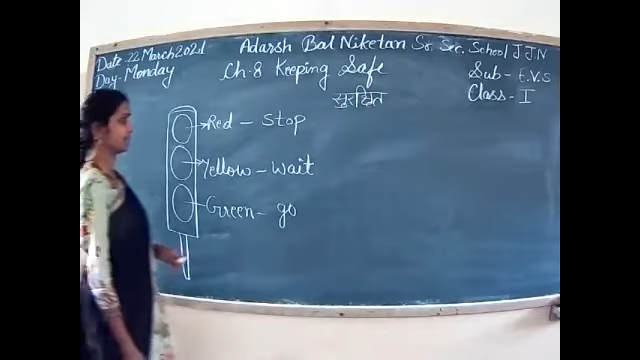 Date-22 March 2021
Day-Monday
Adarsh Bal Niketan Sr. Sec. School JJN
Ch-8 Keeping Safe
Sub-E.V.S
Class-I
सुरक्षित
Red - Stop
Yellow - wait
Green - go